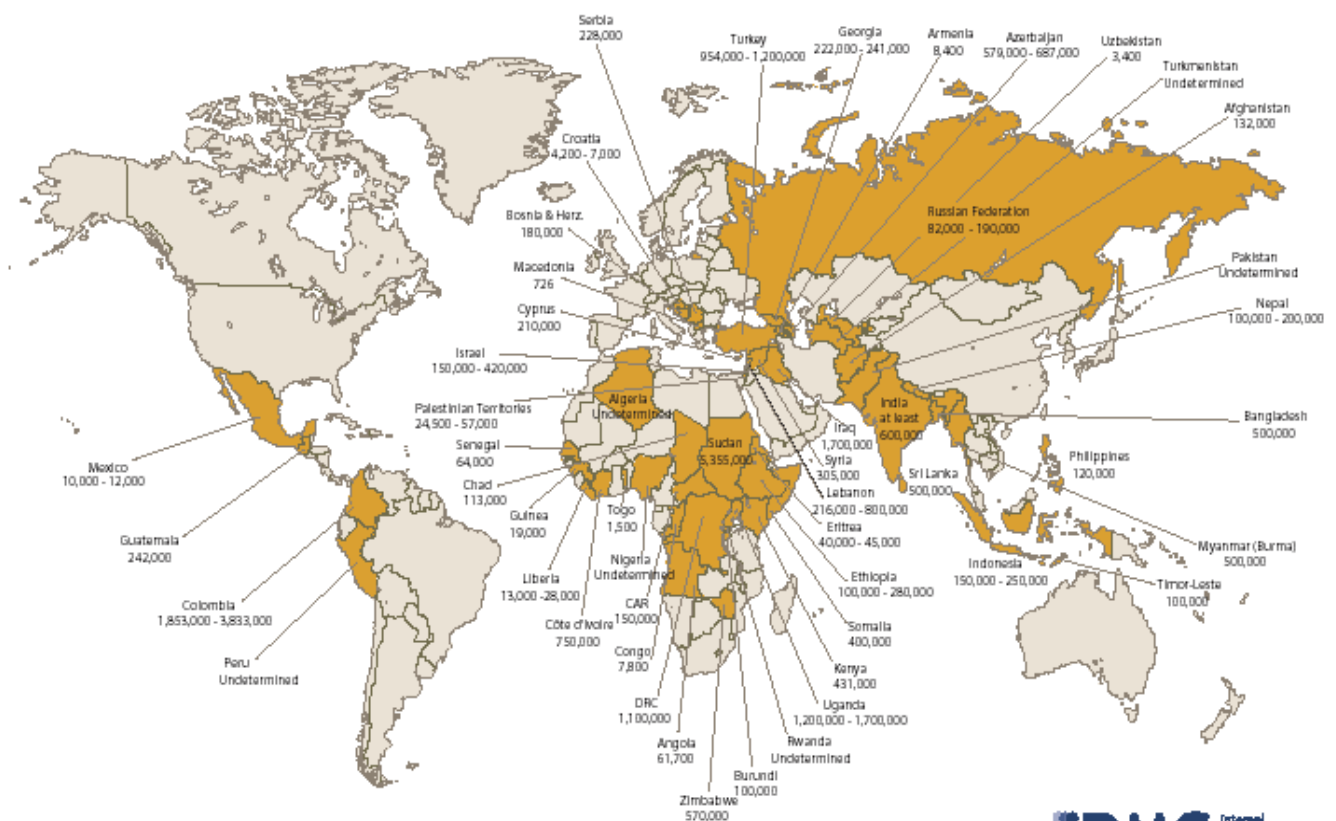 Serbia
228,000
Turkey
954,000 - 1,200,000
Georgia
222,000 - 241,000
Armenia
8,400
Azerbaijan
579,000 - 687,000
Uzbekistan
3,400
Turkmenistan
Undetermined
Afghanistan
132,000
Croatia
4,200 - 7,000
Bosnia & Herz.
180,000
Macedonia
726
Cyprus
210,000
Russian Federation
82,000 - 190,000
Pakistan
Undetermined
Nepal
100,000 - 200,000
Israel
150,000 - 420,000
Palestinian Territories
24,500 - 57,000
Algeria
Undetermined
India
at least
600,000
Bangladesh
500,000
Senegal
64,000
Sudan
5,355,000
Iraq
1,700,000
Syria
305,000
Sri Lanka
500,000
Philippines
120,000
Mexico
10,000 - 12,000
Chad
113,000
Lebanon
216,000 - 800,000
Guinea
19,000
Togo
1,500
Eritrea
40,000 - 45,000
Guatemala
242,000
Nigeria
Undetermined
Myanmar (Burma)
500,000
Indonesia
150,000 - 250,000
Timor-Leste
100,000
Liberia
13,000 -28,000
Ethiopia
100,000 - 280,000
Colombia
1,853,000 - 3,833,000
CAR
150,000
Côte d'Ivoire
750,000
Somalia
400,000
Congo
7,800
Peru
Undetermined
Kenya
431,000
DRC
1,100,000
Uganda
1,200,000 - 1,700,000
Angola
61,700
Rwanda
Undetermined
Burundi
100,000
Zimbabwe
570,000